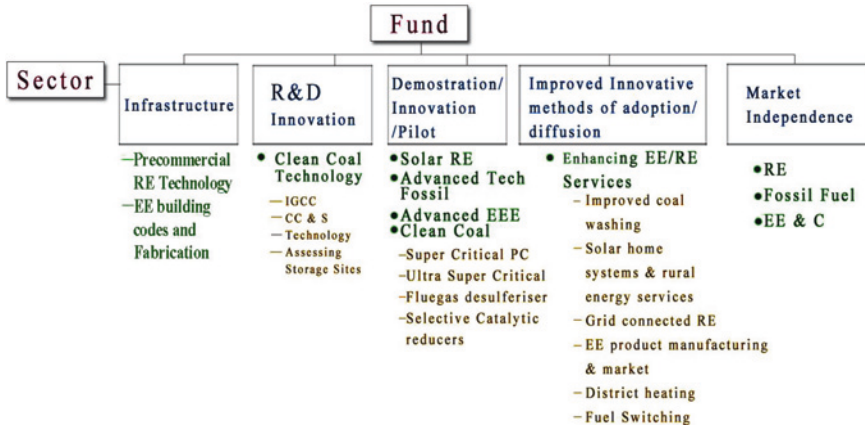 Fund
Sector
Infrastructure
—Precommercial
RE Technology
—EE building
codes and
Fabrication
R&D
Innovation
• Clean Coal
Technology
—IGCC
— CC & S
— Technology
— Assessing
Storage Sites
Demostration/
Innovation
/Pilot
•Solar RE
•Advanced Tech
Fossil
•Advanced EEE
•Clean Coal
—Super Critical PC
—Ultra Super Critical
—Fluegas desulferiser
—Selective Catalytic
reducers
Improved Innovative
methods of adoption/
diffusion
• Enhancing EE/RE
Services
— Improved coal
washing
— Solar home
systems & rural
energy services
— Grid connected RE
— EE product manufacturing
& market
— District heating
— Fuel Switching
Market
Independence
•RE
•Fossil Fuel
•EE & C